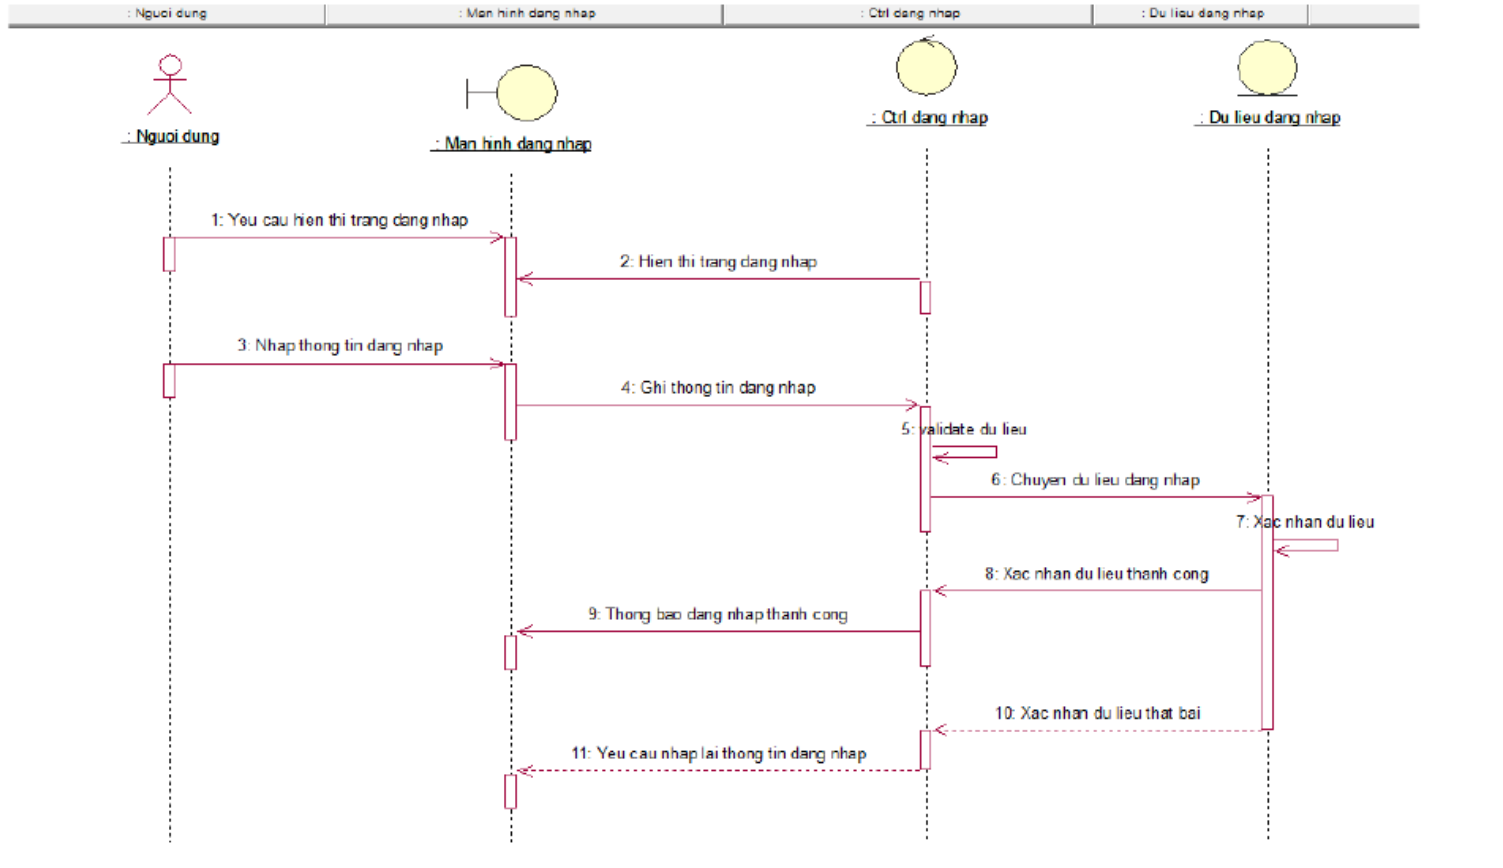 : Nguoi dung
: Man hinh dang nhap
: Ctrl dang nhap
: Du lieu dang nhap
: Nguoi dung
: Man hinh dang nhap
: Ctrl dang nhap
: Du lieu dang nhap
1: Yeu cau hien thi trang dang nhap
2: Hien thi trang dang nhap
3: Nhap thong tin dang nhap
4: Ghi thong tin dang nhap
5: validate du lieu
6: Chuyen du lieu dang nhap
7: Xac nhan du lieu
8: Xac nhan du lieu thanh cong
9: Thong bao dang nhap thanh cong
10: Xac nhan du lieu that bai
11: Yeu cau nhap lai thong tin dang nhap